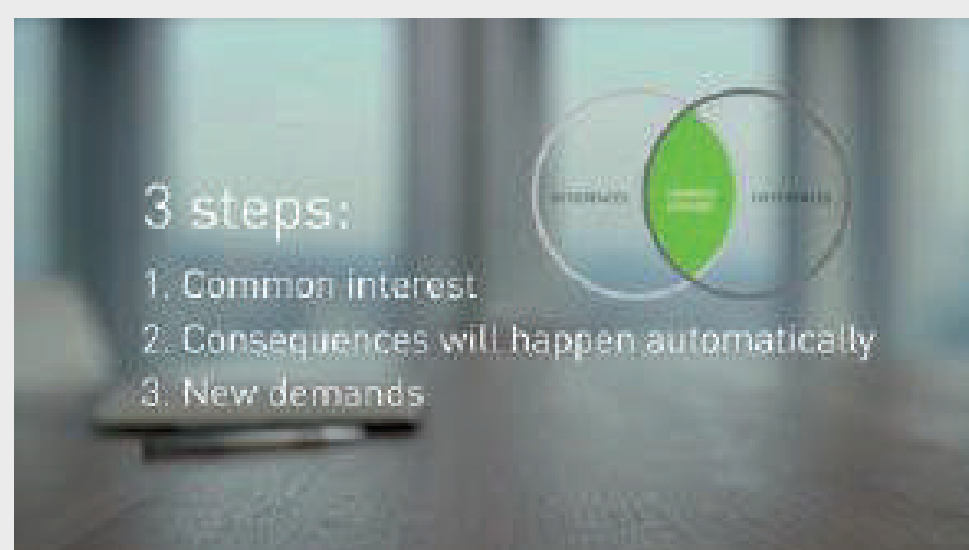 3 steps:
1. Common interest
2. Consequences will happen automatically
3. New demands